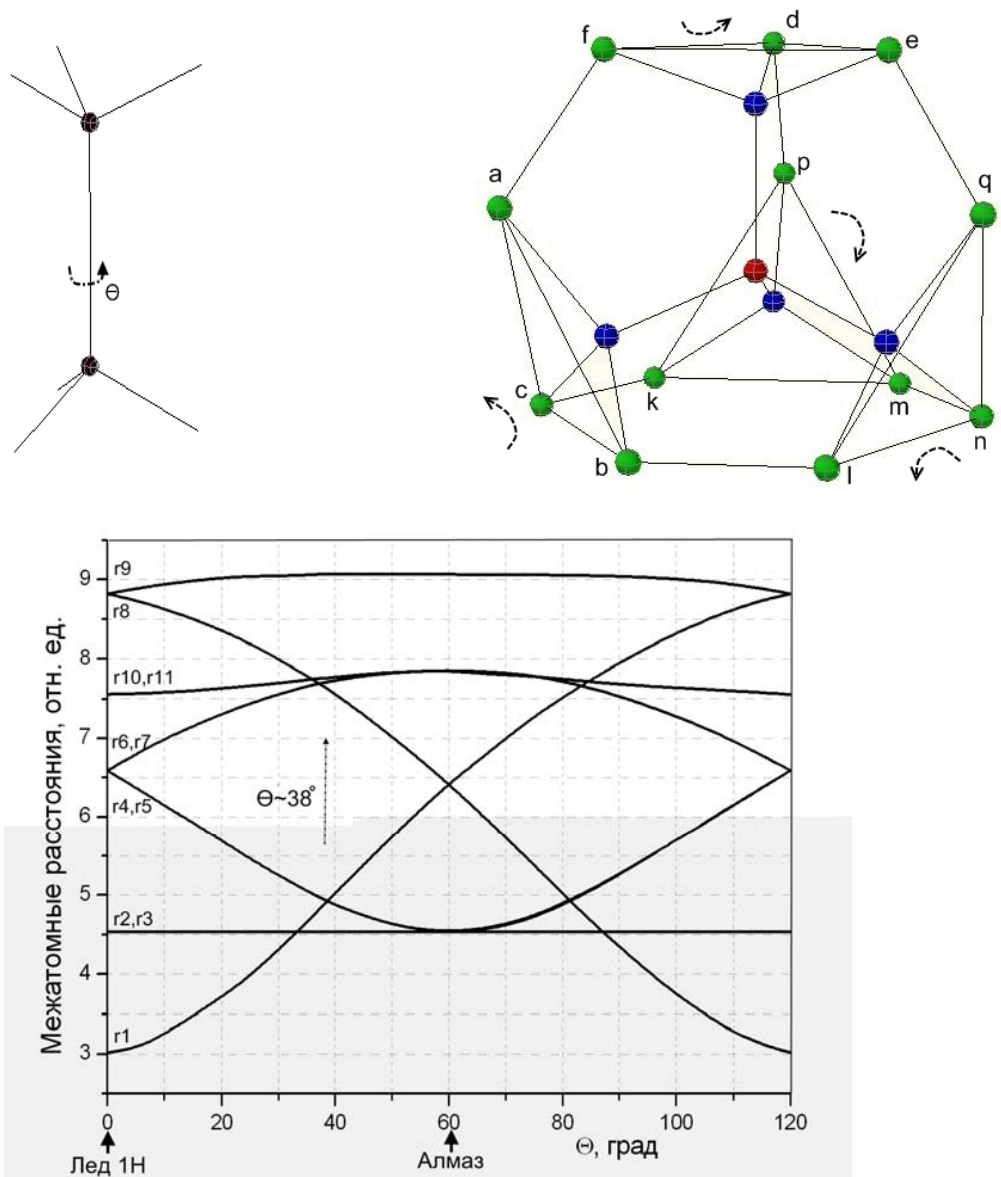 Θ
f
d
e
a
p
q
c
k
m
n
b
l
Межатомные расстояния, отн. ед.
9
8
7
6
5
4
3
r9
r8
r10,r11
r6,r7
Θ~38°
r4,r5
r2,r3
r1
0 20 40 60 80 100 120
Θ, град
Лед 1Н
Алмаз